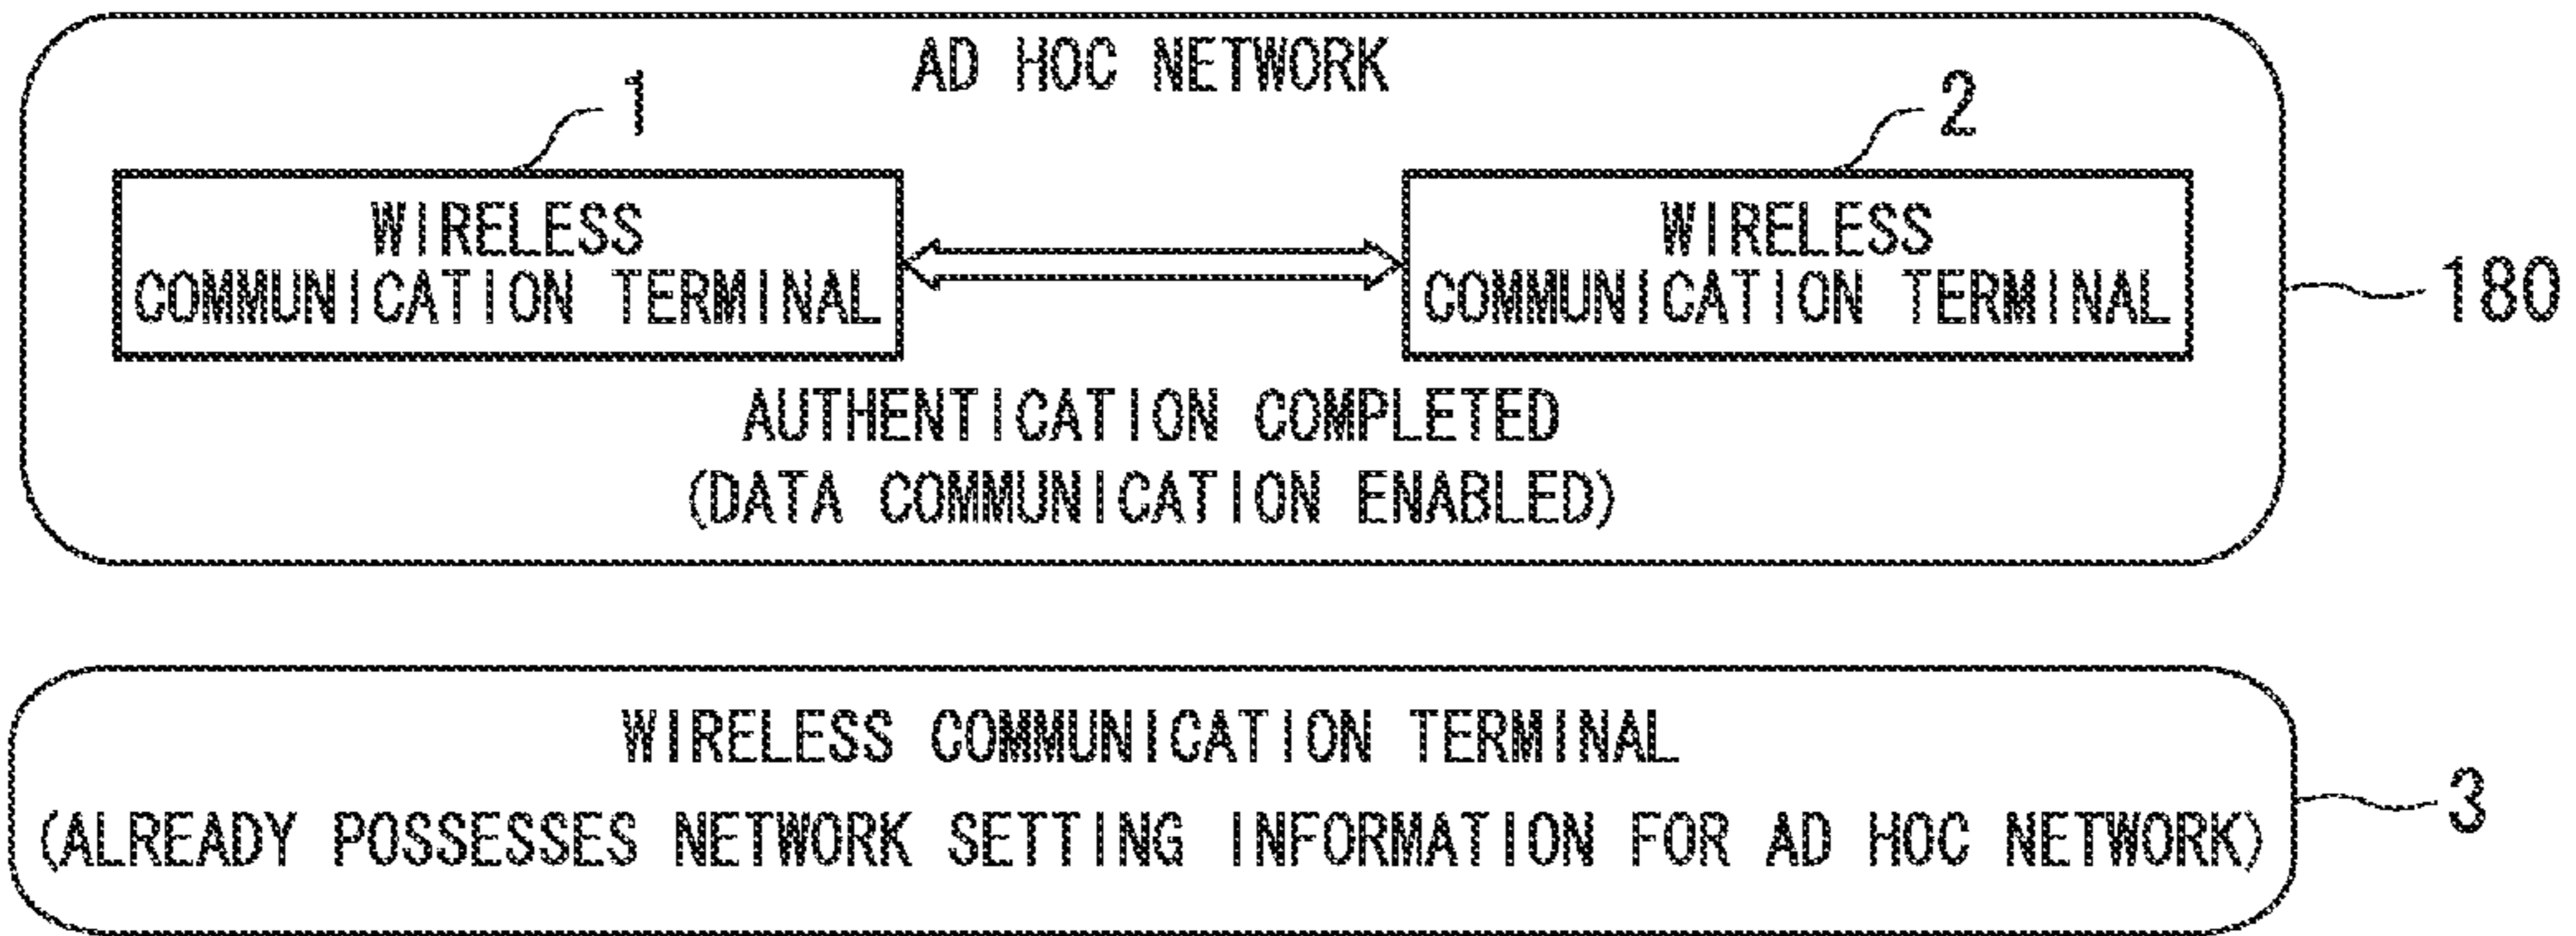 AD HOC NETWORK
1
2
WIRELESS
COMMUNICATION TERMINAL
WIRELESS
COMMUNICATION TERMINAL
180
AUTHENTICATION COMPLETED
(DATA COMMUNICATION ENABLED)
WIRELESS COMMUNICATION TERMINAL
(ALREADY POSSESSES NETWORK SETTING INFORMATION FOR AD HOC NETWORK)
3